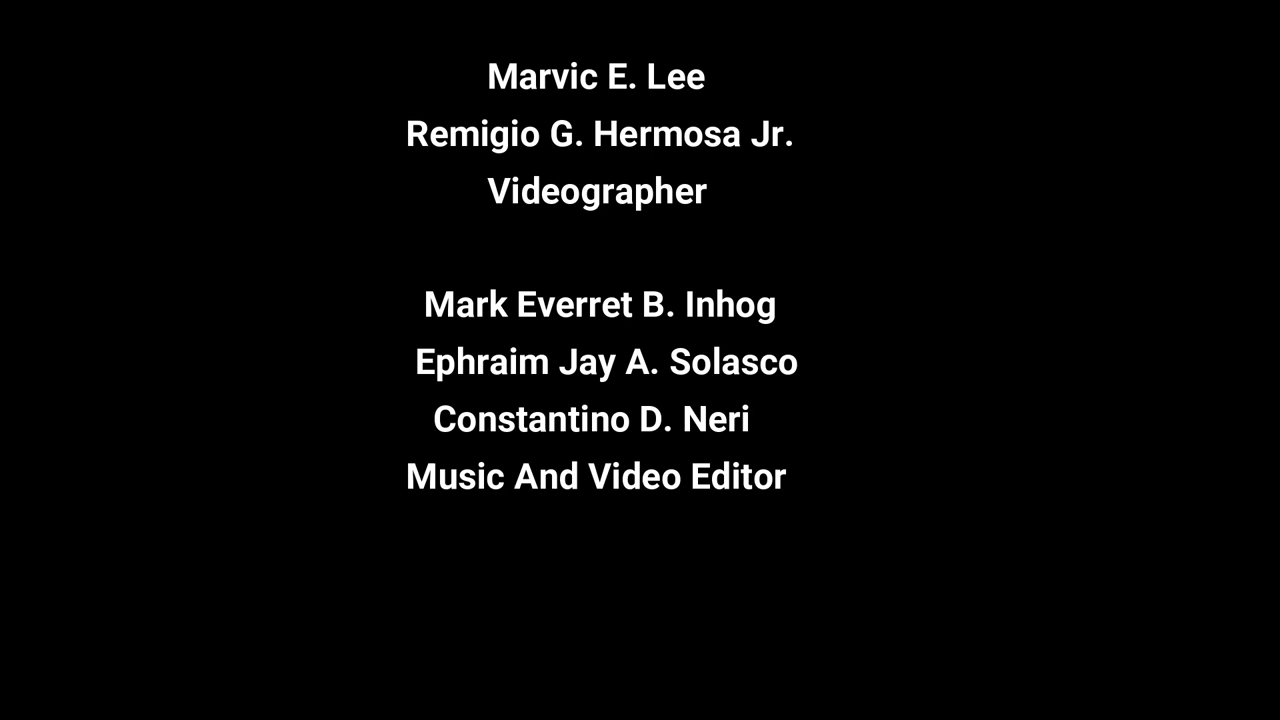 Marvic E. Lee
Remigio G. Hermosa Jr.
Videographer
Mark Everret B. Inhog
Ephraim Jay A. Solasco
Constantino D. Neri
Music And Video Editor